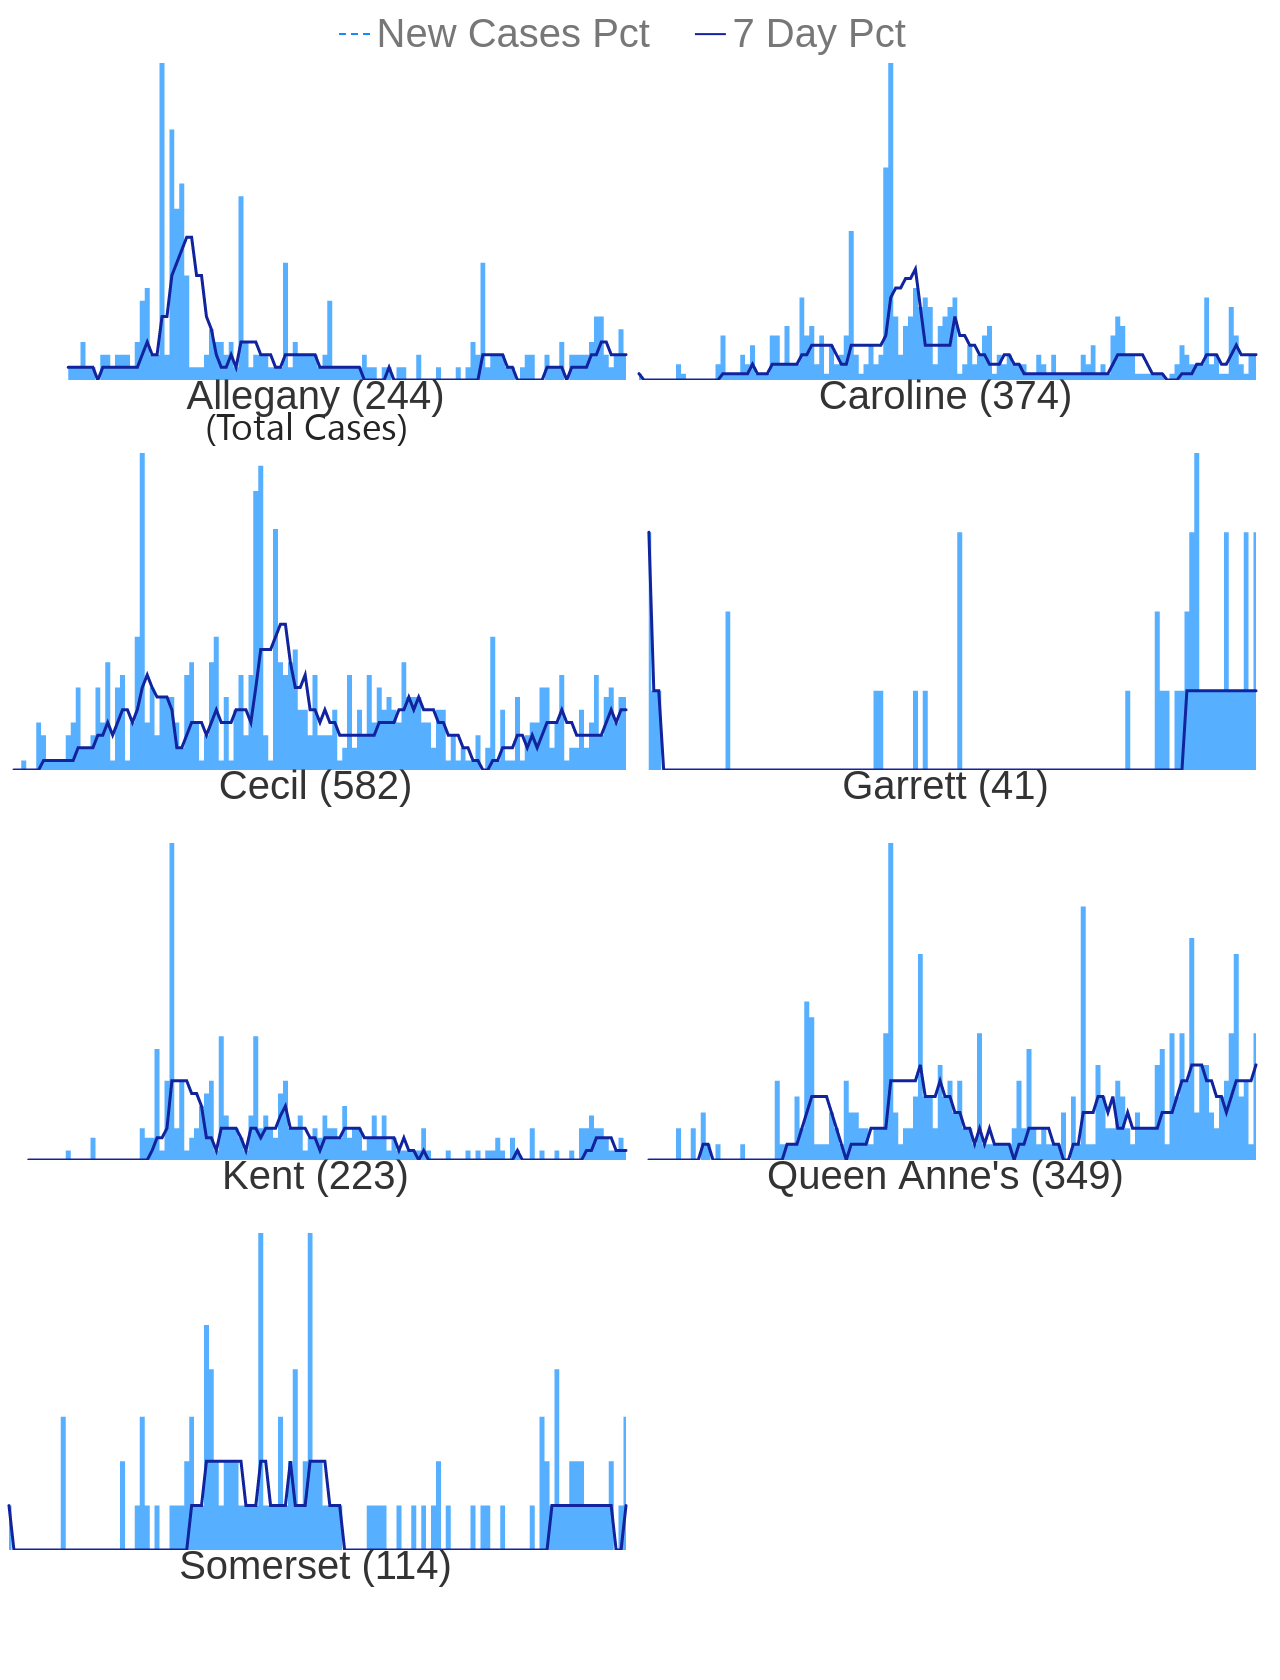 New Cases Pct 7 Day Pct
Allegany (244)
(Total Cases)
Caroline (374)
Cecil (582)
Garrett (41)
Kent (223)
Queen Anne's (349)
Somerset (114)